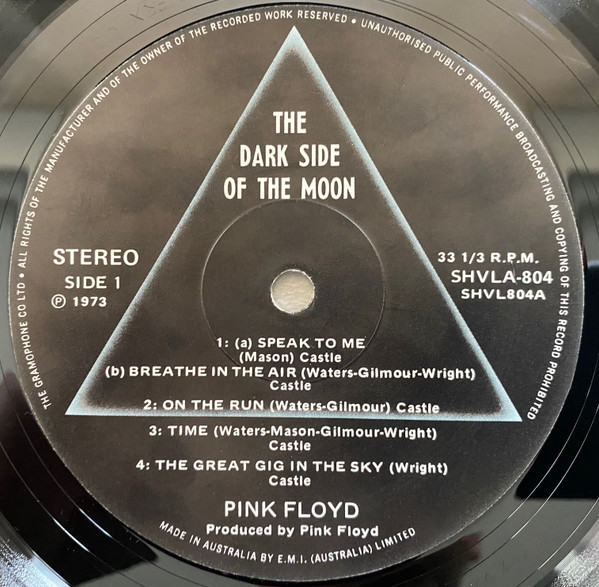 THE GRAMOPHONE CO LTD • ALL RIGHTS OF THE MANUFACTURER AND OF THE OWNER OF THE RECORDED WORK RESERVED • UNAUTHORISED PUBLIC PERFORMANCE BROADCASTING AND COPYING OF THIS RECORD PROHIBITED
THE
DARK SIDE
OF THE MOON
STEREO
SIDE 1
Ⓟ 1973
33 1/3 R.P.M.
SHVLA-804
SHVL804A
1: (a) SPEAK TO ME
(Mason) Castle
(b) BREATHE IN THE AIR (Waters-Gilmour-Wright)
Castle
2: ON THE RUN (Waters-Gilmour) Castle
3: TIME (Waters-Mason-Gilmour-Wright)
Castle
4: THE GREAT GIG IN THE SKY (Wright)
Castle
PINK FLOYD
Produced by Pink Floyd
MADE IN AUSTRALIA BY E.M.I. (AUSTRALIA) LIMITED